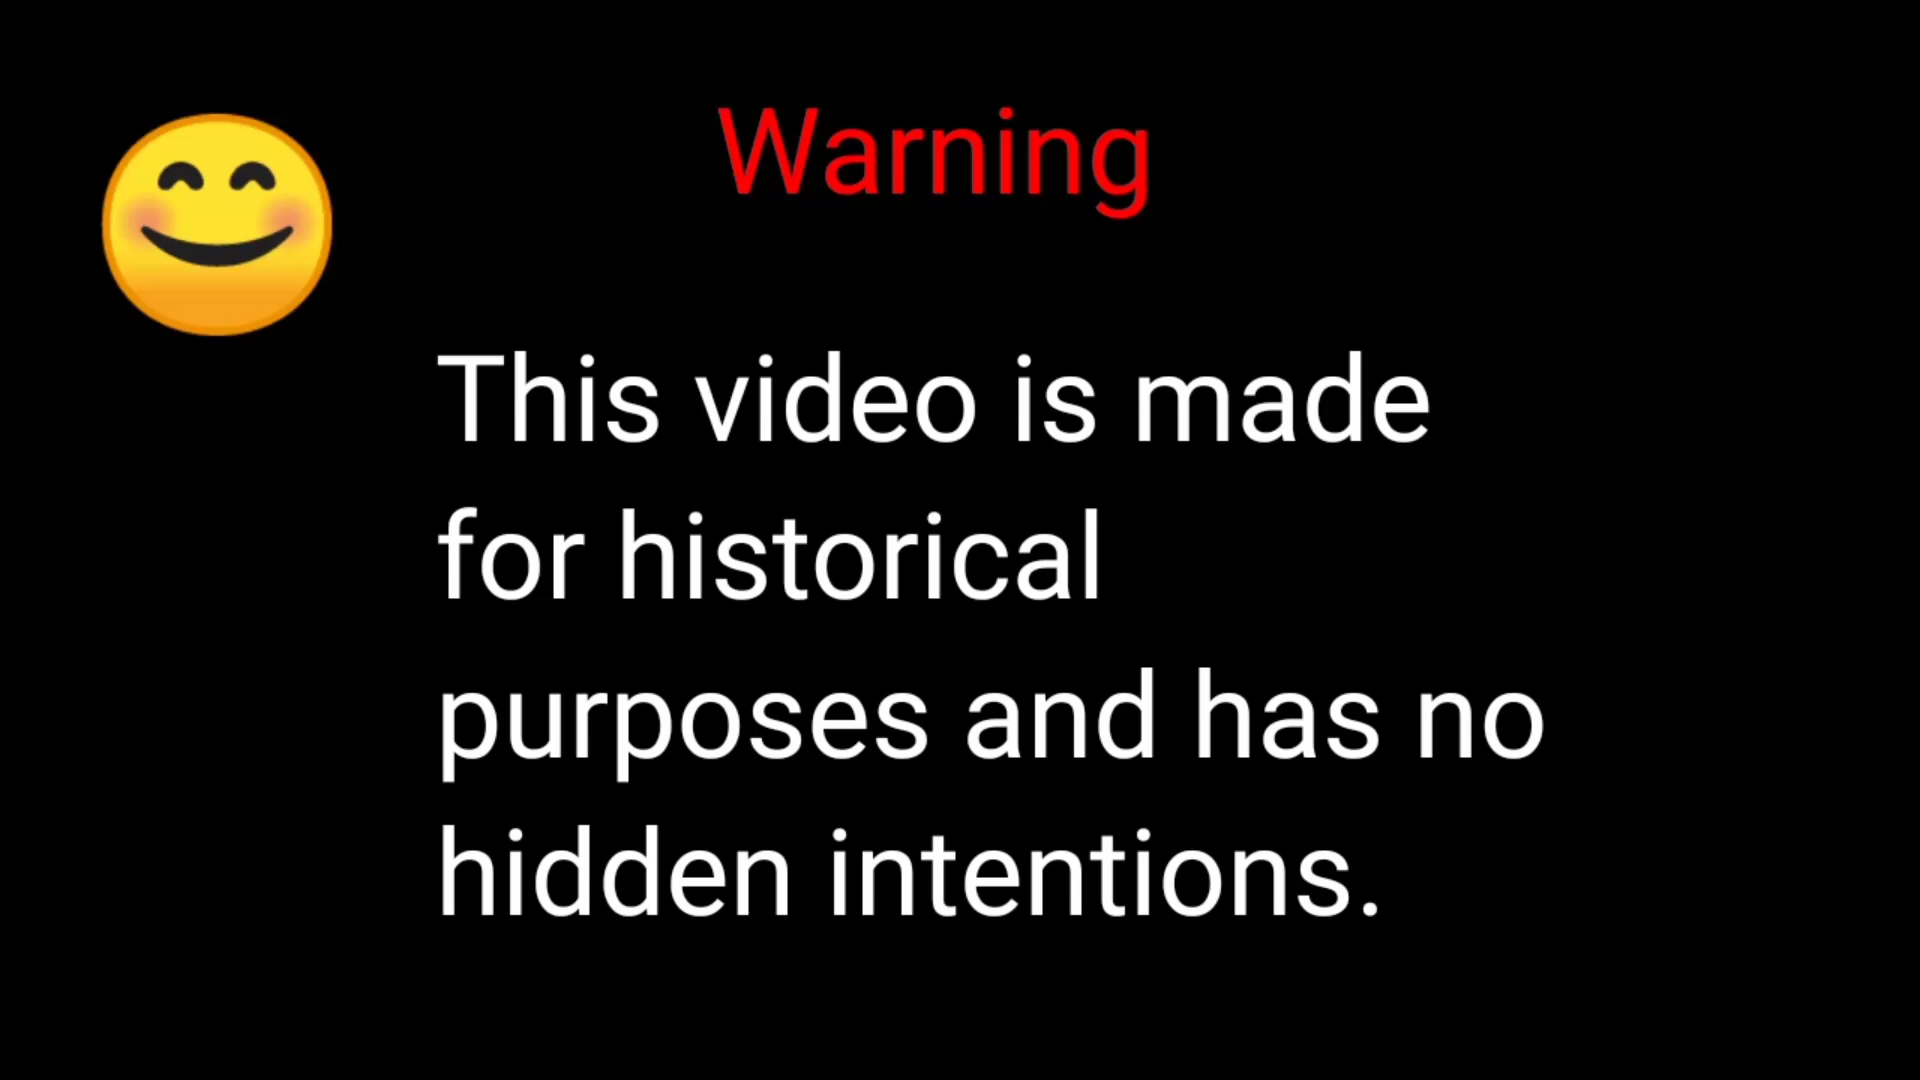 Warning
This video is made
for historical
purposes and has no
hidden intentions.